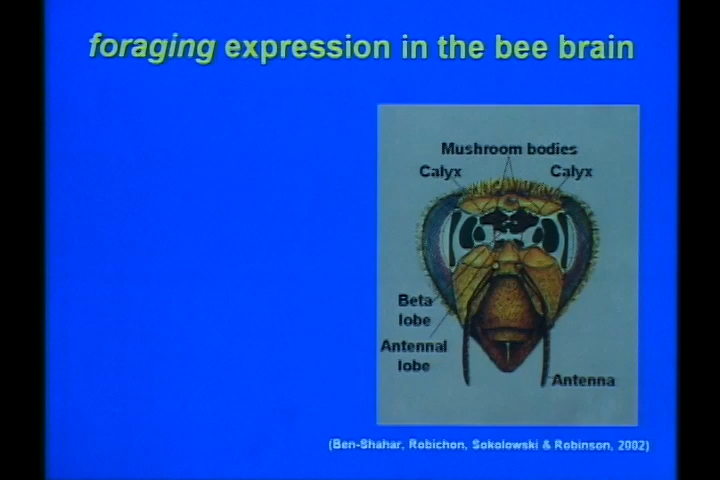 foraging expression in the bee brain
Mushroom bodies
Calyx
Calyx
Beta
lobe
Antennal
lobe
Antenna
(Ben-Shahar, Robichon, Sokolowski & Robinson, 2002)